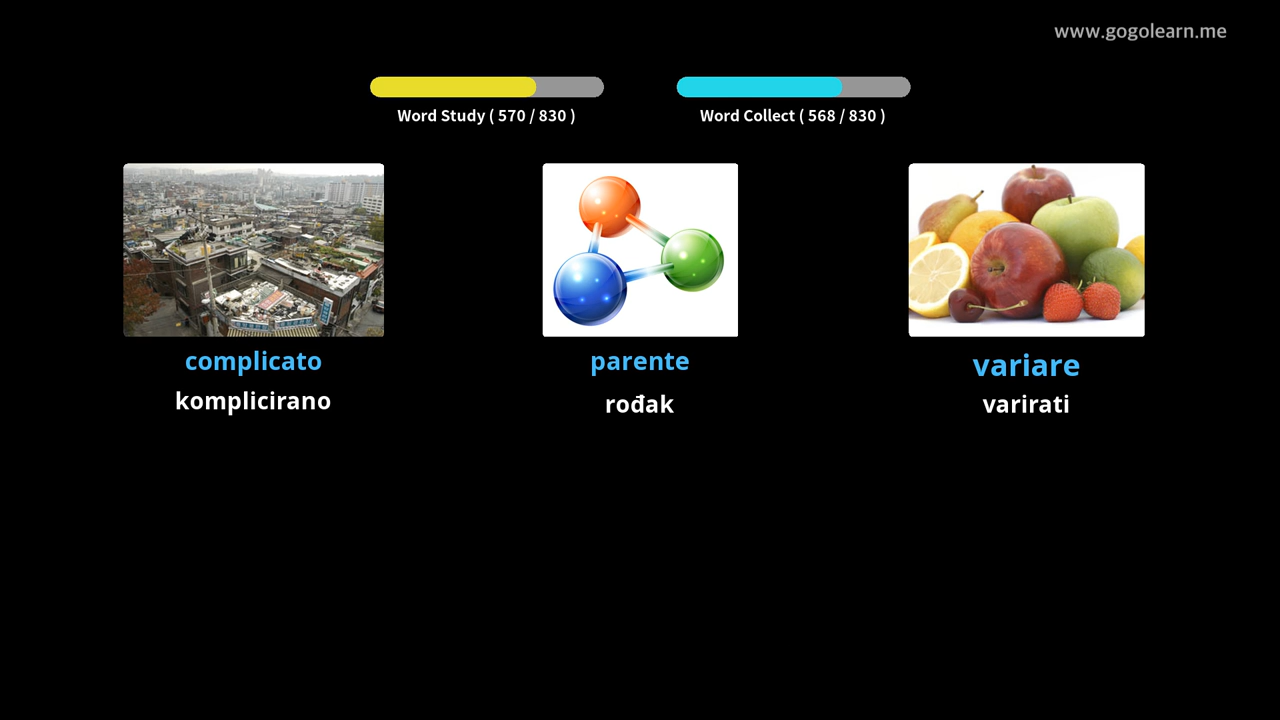 www.gogolearn.me
Word Study ( 570 / 830 )
Word Collect ( 568 / 830 )
complicato
komplicirano
parente
rođak
variare
varirati